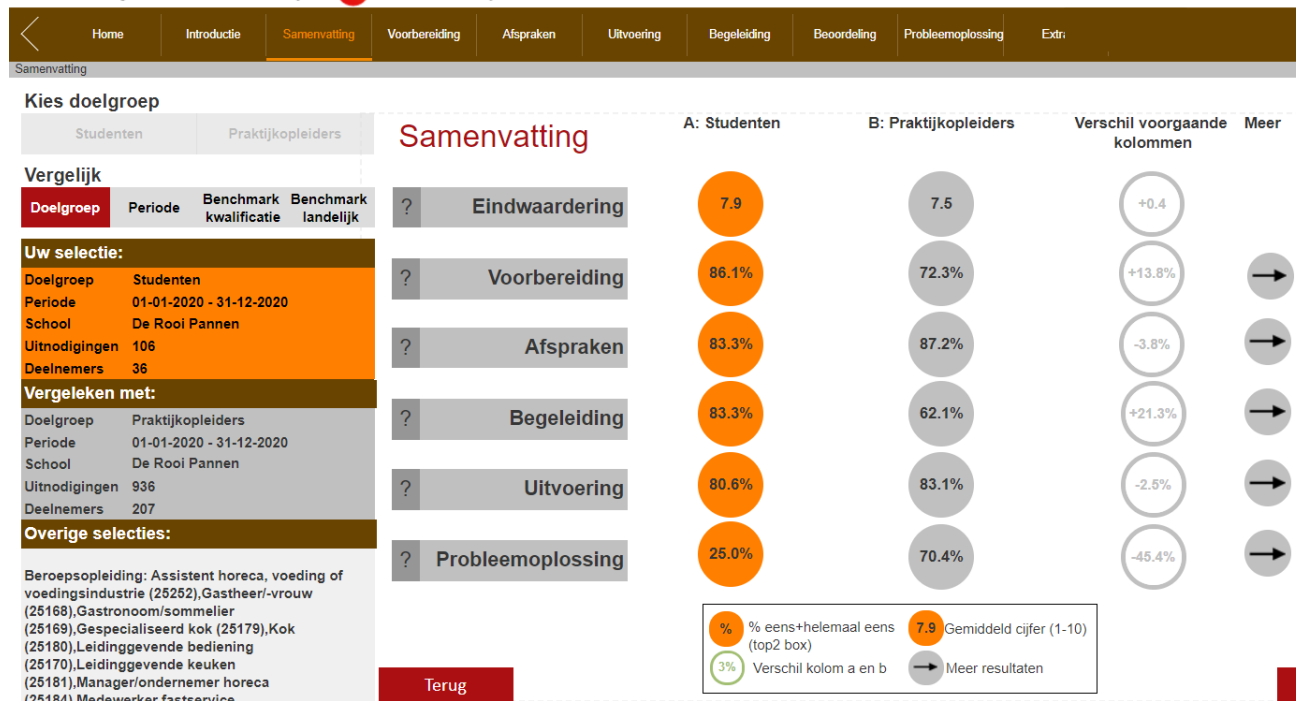 Home Introductie Samenvatting Voorbereiding Afspraken Uitvoering Begeleiding Beoordeling Probleemoplossing Extra
Samenvatting
Kies doelgroep
Studenten Praktijkopleiders
Vergelijk
Doelgroep Periode Benchmark kwalificatie Benchmark landelijk
Uw selectie:
Doelgroep Studenten
Periode 01-01-2020 - 31-12-2020
School De Rooi Pannen
Uitnodigingen 106
Deelnemers 36
Vergeleken met:
Doelgroep Praktijkopleiders
Periode 01-01-2020 - 31-12-2020
School De Rooi Pannen
Uitnodigingen 936
Deelnemers 207
Overige selecties:
Beroepsopleiding: Assistent horeca, voeding of
voedingsindustrie (25252),Gastheer/-vrouw
(25168),Gastronoom/sommelier
(25169),Gespecialiseerd kok (25179),Kok
(25180),Leidinggevende bediening
(25170),Leidinggevende keuken
(25181),Manager/ondernemer horeca
(25184),Medewerker fastservice
Samenvatting
A: Studenten B: Praktijkopleiders Verschil voorgaande kolommen Meer
? Eindwaardering 7.9 7.5 +0.4
? Voorbereiding 86.1% 72.3% +13.8%
? Afspraken 83.3% 87.2% -3.8%
? Begeleiding 83.3% 62.1% +21.3%
? Uitvoering 80.6% 83.1% -2.5%
? Probleemoplossing 25.0% 70.4% -45.4%
% % eens+helemaal eens
(top2 box)
7.9 Gemiddeld cijfer (1-10)
3% Verschil kolom a en b
Meer resultaten
Terug